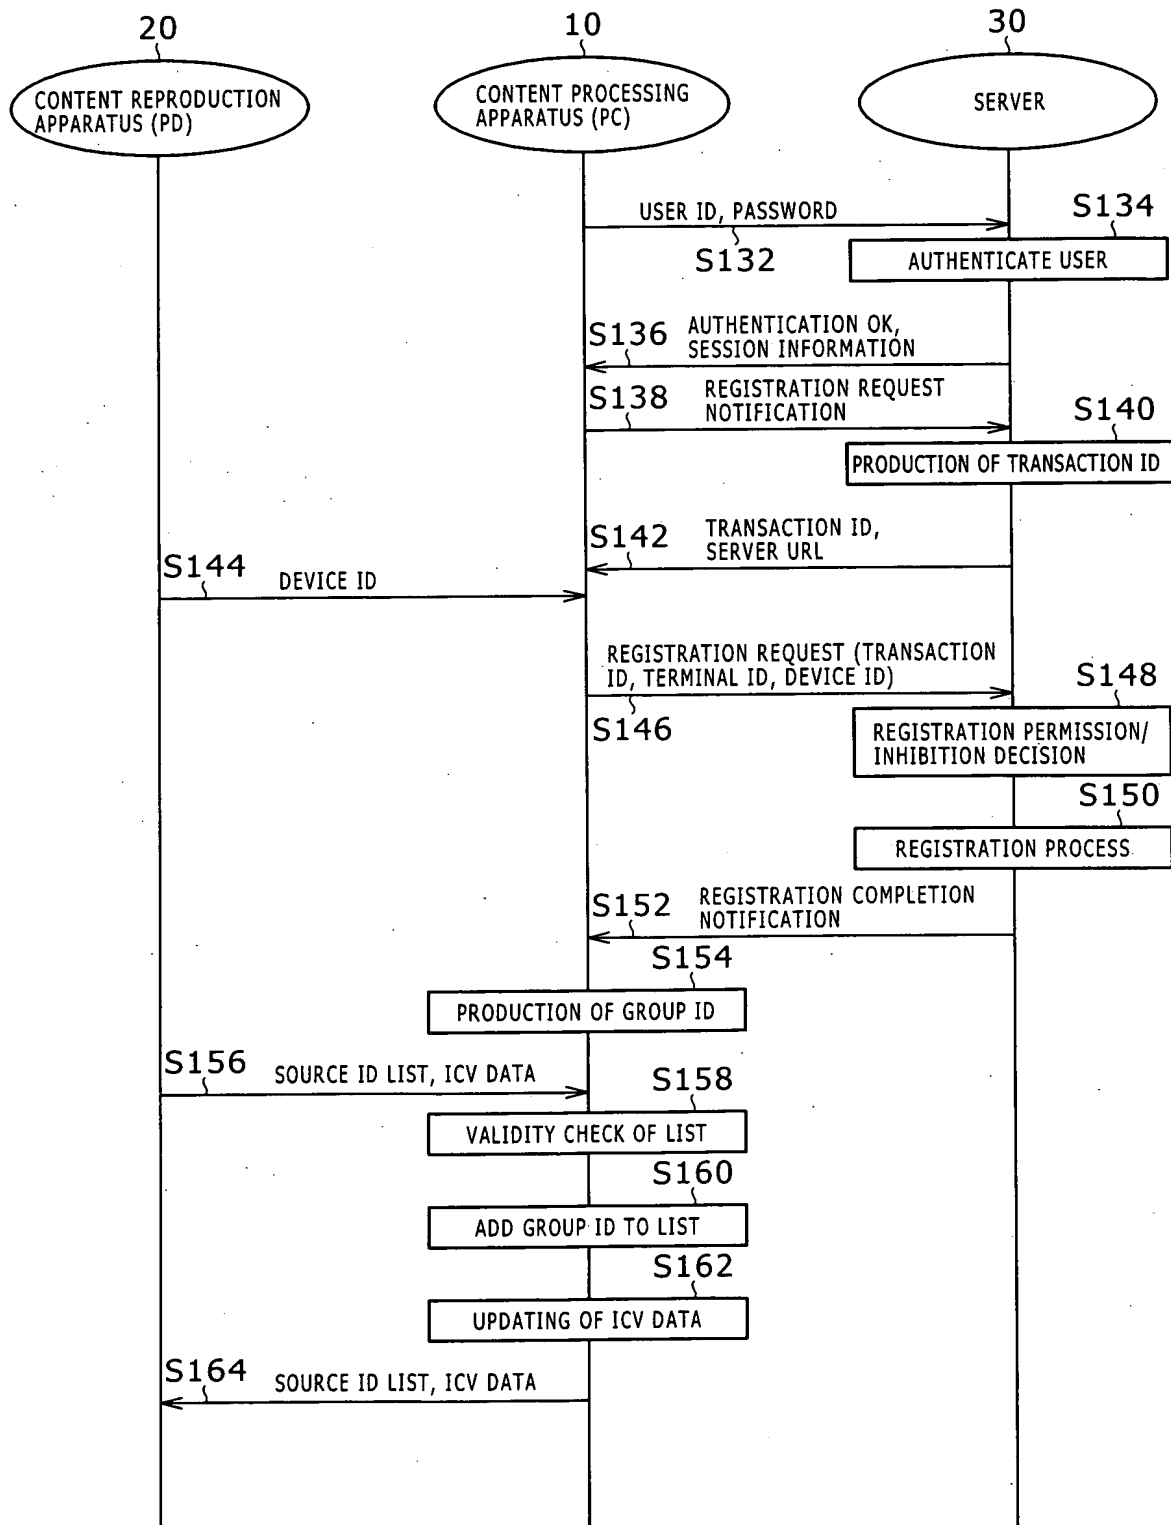 20
10
30
CONTENT REPRODUCTION
APPARATUS (PD)
CONTENT PROCESSING
APPARATUS (PC)
SERVER
USER ID, PASSWORD
S132
S134
AUTHENTICATE USER
S136
AUTHENTICATION OK,
SESSION INFORMATION
S138
REGISTRATION REQUEST
NOTIFICATION
S140
PRODUCTION OF TRANSACTION ID
S142
TRANSACTION ID,
SERVER URL
S144
DEVICE ID
REGISTRATION REQUEST (TRANSACTION
ID, TERMINAL ID, DEVICE ID)
S146
S148
REGISTRATION PERMISSION/
INHIBITION DECISION
S150
REGISTRATION PROCESS
S152
REGISTRATION COMPLETION
NOTIFICATION
S154
PRODUCTION OF GROUP ID
S156
SOURCE ID LIST, ICV DATA
S158
VALIDITY CHECK OF LIST
S160
ADD GROUP ID TO LIST
S162
UPDATING OF ICV DATA
S164
SOURCE ID LIST, ICV DATA